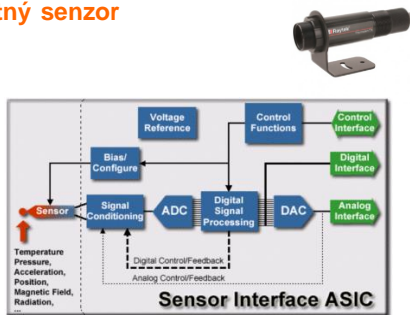 tný senzor
Raytek
Voltage
Reference
Control
Functions
Control
Interface
Bias/
Configure
Digital
Interface
Sensor
Signal
Conditioning
ADC
Digital
Signal
Processing
DAC
Analog
Interface
Temperature
Pressure,
Acceleration,
Position,
Magnetic Field,
Radiation,
...
Digital Control/Feedback
Analog Control/Feedback
Sensor Interface ASIC